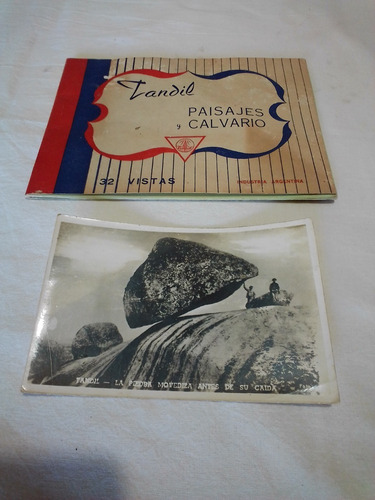 Tandil
PAISAJES
y CALVARIO
32 VISTAS
INDUSTRIA ARGENTINA
TANDIL — LA PIEDRA MOVEDIZA ANTES DE SU CAIDA